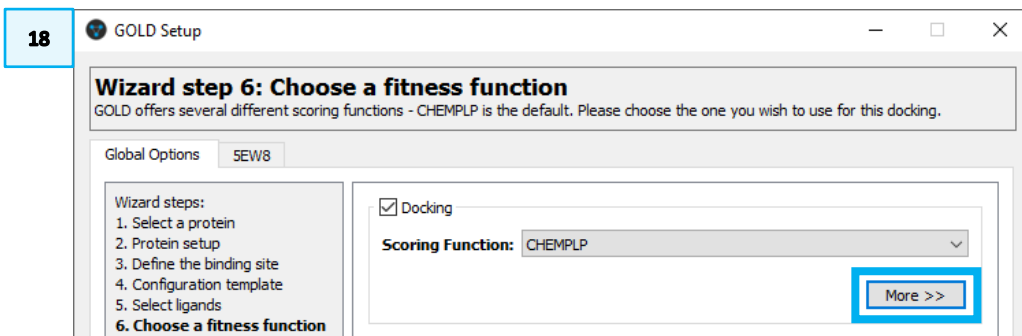 18
GOLD Setup
Wizard step 6: Choose a fitness function
GOLD offers several different scoring functions - CHEMPLP is the default. Please choose the one you wish to use for this docking.
Global Options
5EW8
Wizard steps:
1. Select a protein
2. Protein setup
3. Define the binding site
4. Configuration template
5. Select ligands
6. Choose a fitness function
Docking
Scoring Function: CHEMPLP
More >>